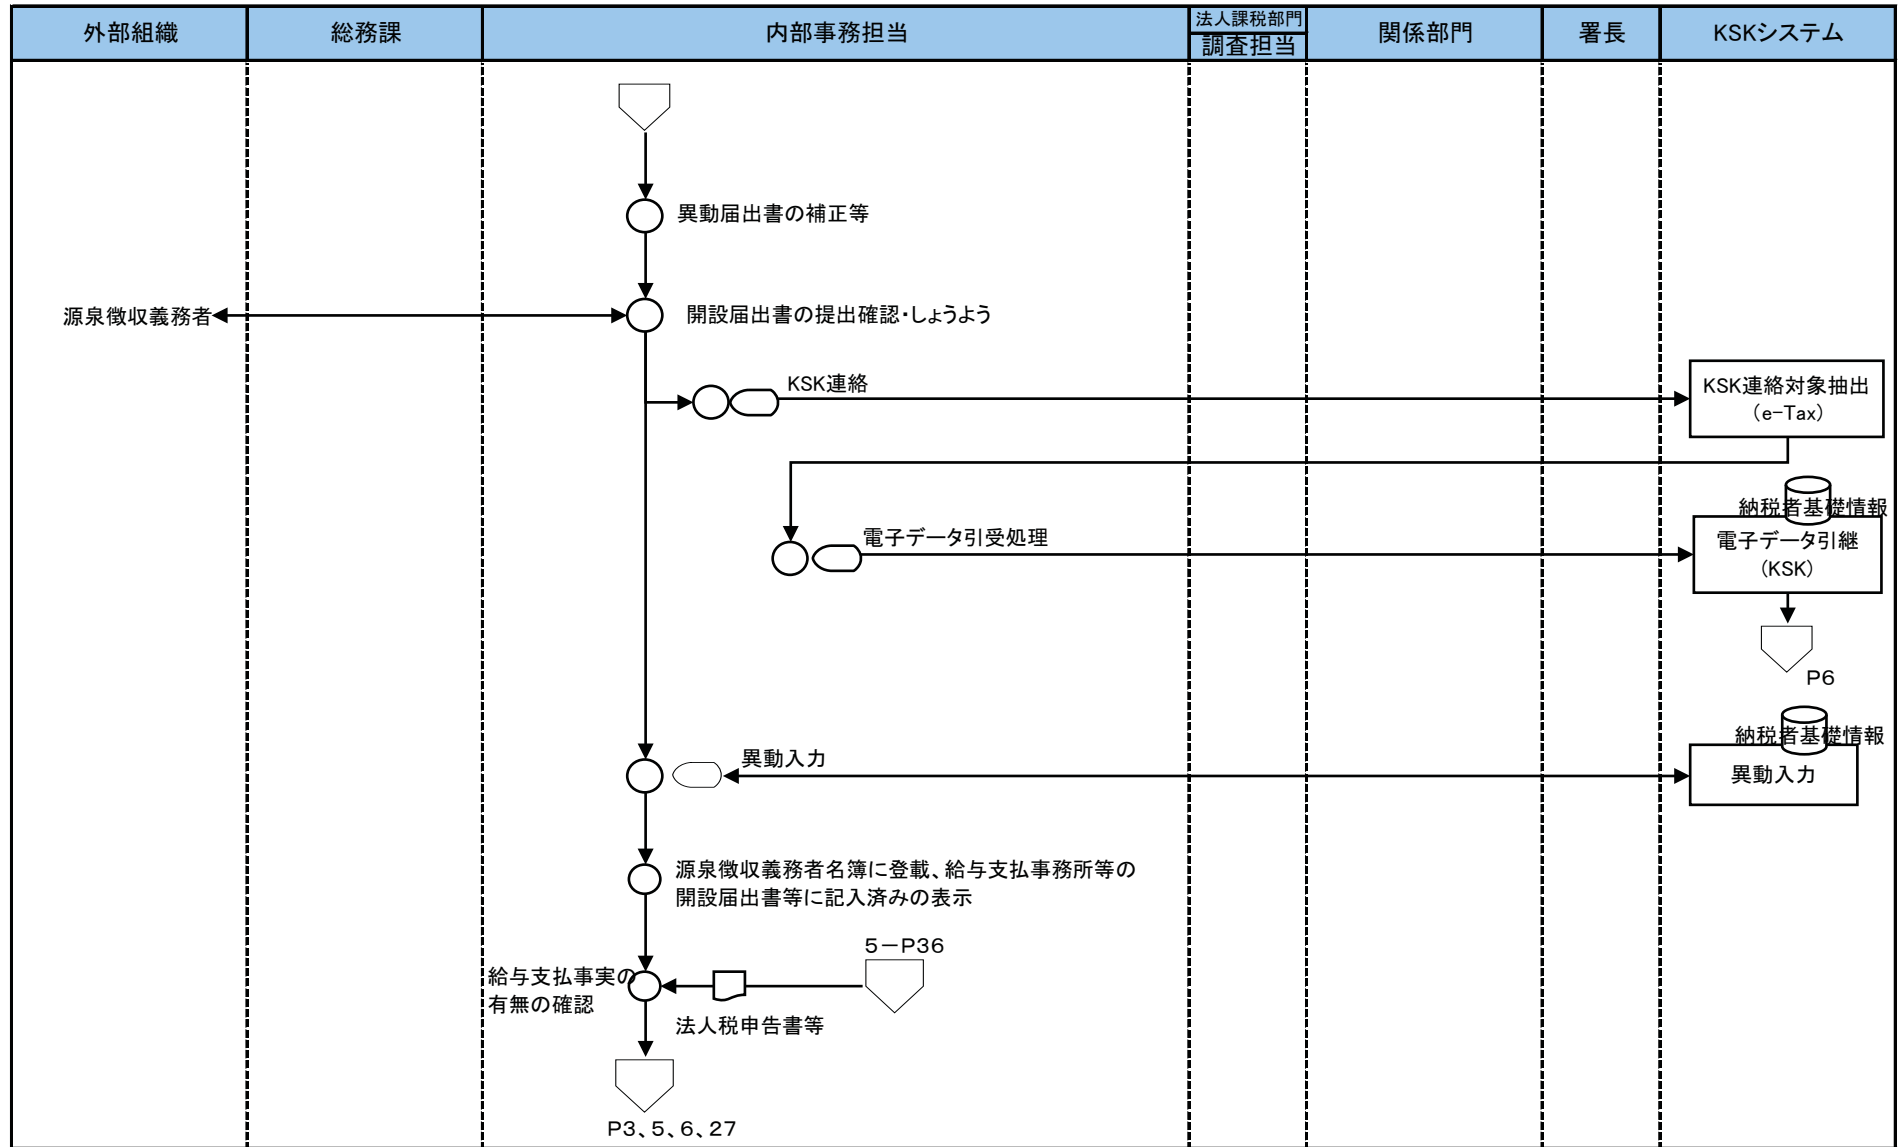 外部組織
総務課
内部事務担当
法人課税部門
調査担当
関係部門
署長
KSKシステム
異動届出書の補正等
源泉徴収義務者
開設届出書の提出確認・しょうよう
KSK連絡
KSK連絡対象抽出
（e-Tax）
納税者基礎情報
電子データ引受処理
電子データ引継
（KSK）
P6
納税者基礎情報
異動入力
異動入力
源泉徴収義務者名簿に登載、給与支払事務所等の
開設届出書等に記入済みの表示
5－P36
給与支払事実の
有無の確認
法人税申告書等
P3、5、6、27